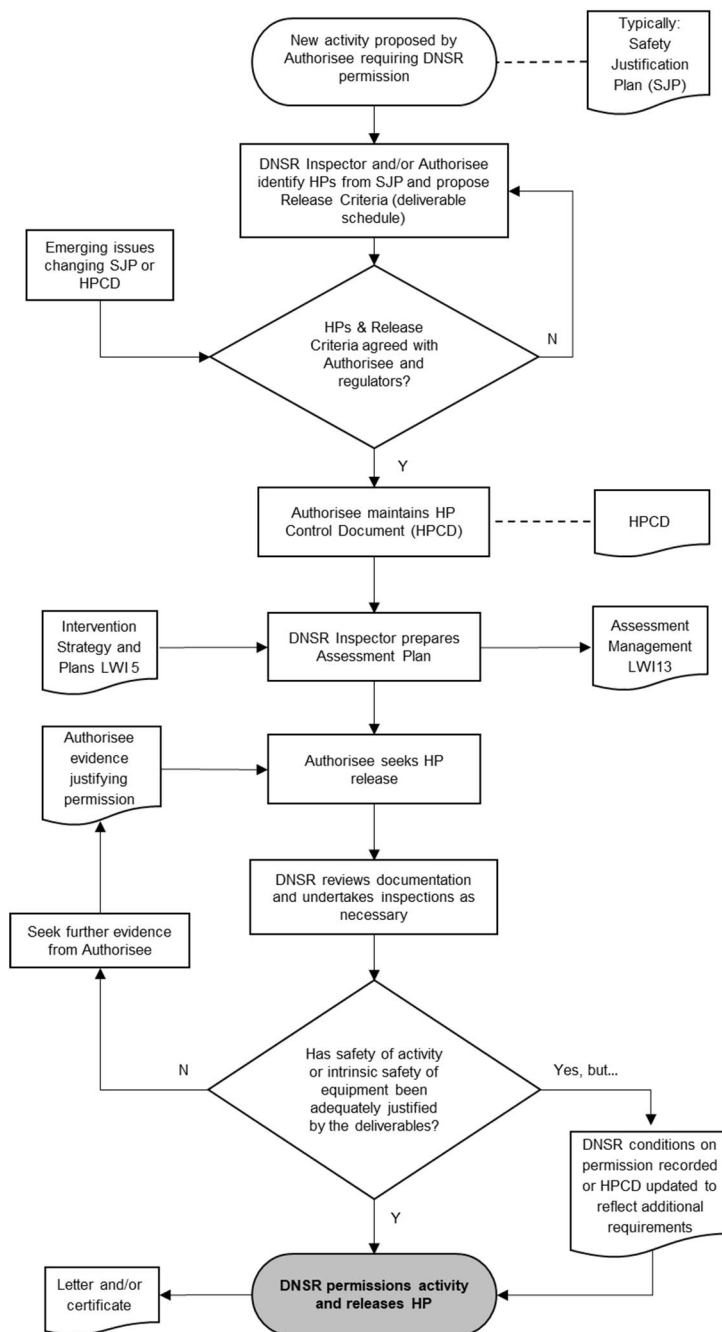 New activity proposed by
Authorisee requiring DNSR
permission
Typically:
Safety
Justification
Plan (SJP)
DNSR Inspector and/or Authorisee
identify HPs from SJP and propose
Release Criteria (deliverable
schedule)
Emerging issues
changing SJP or
HPCD
HPs & Release
Criteria agreed with
Authorisee and
regulators?
N
Y
Authorisee maintains HP
Control Document (HPCD)
HPCD
Intervention
Strategy and
Plans LWI 5
DNSR Inspector prepares
Assessment Plan
Assessment
Management
LWI13
Authorisee
evidence
justifying
permission
Authorisee seeks HP
release
DNSR reviews documentation
and undertakes inspections as
necessary
Seek further evidence
from Authorisee
N
Has safety of activity
or intrinsic safety of
equipment been
adequately justified
by the deliverables?
Yes, but...
DNSR conditions on
permission recorded
or HPCD updated to
reflect additional
requirements
Y
Letter and/or
certificate
DNSR permissions activity
and releases HP